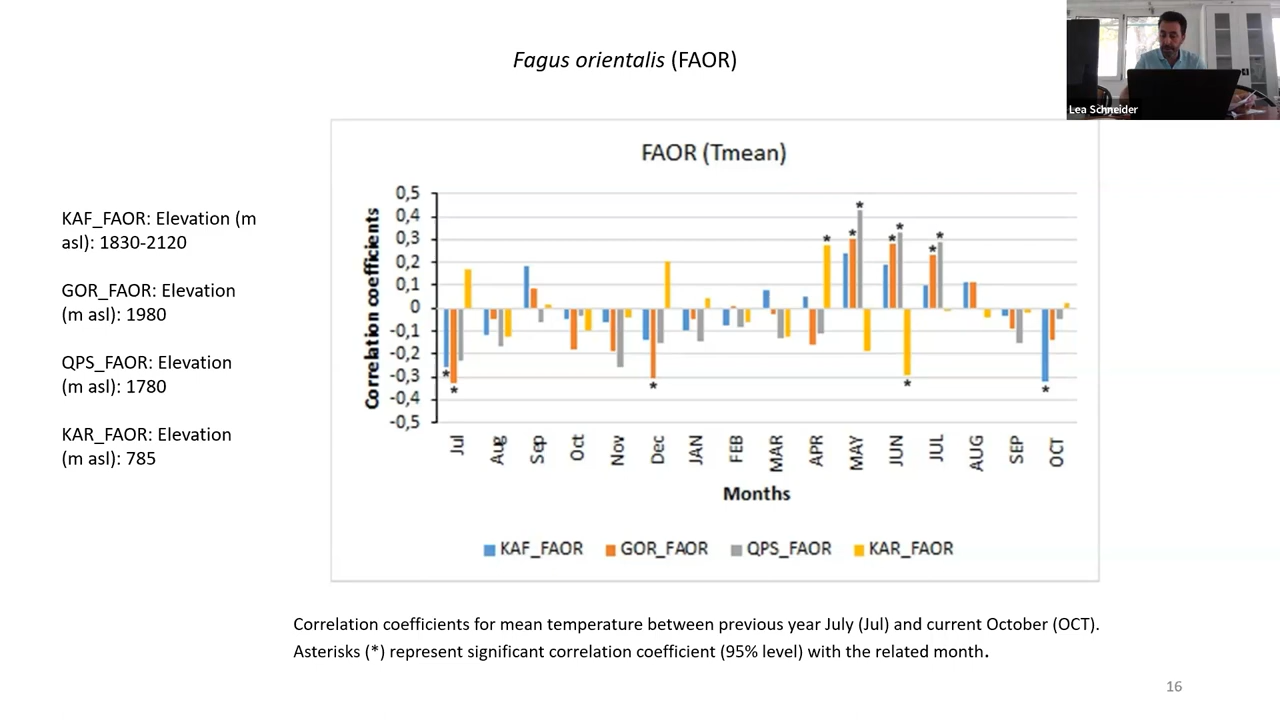 Fagus orientalis (FAOR)
Lea Schneider
KAF_FAOR: Elevation (m
asl): 1830-2120
GOR_FAOR: Elevation
(m asl): 1980
QPS_FAOR: Elevation
(m asl): 1780
KAR_FAOR: Elevation
(m asl): 785
FAOR (Tmean)
Correlation coefficients
0,5
0,4
0,3
0,2
0,1
0
-0,1
-0,2
-0,3
-0,4
-0,5
* * * * * * * * * * * * *
Jul Aug Sep Oct Nov Dec JAN FEB MAR APR MAY JUN JUL AUG SEP OCT
Months
KAF_FAOR GOR_FAOR QPS_FAOR KAR_FAOR
Correlation coefficients for mean temperature between previous year July (Jul) and current October (OCT).
Asterisks (*) represent significant correlation coefficient (95% level) with the related month.
16